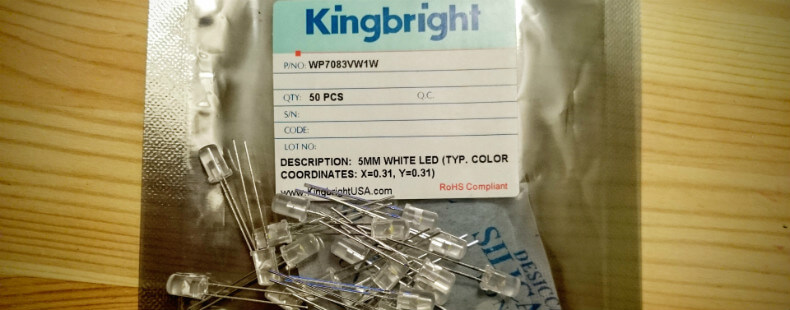 Kingbright
P/NO: WP7083VW1W
QTY: 50 PCS Q.C.
S/N:
CODE:
LOT NO:
DESCRIPTION: 5MM WHITE LED (TYP. COLOR
COORDINATES: X=0.31, Y=0.31)
www.KingbrightUSA.com RoHS Compliant